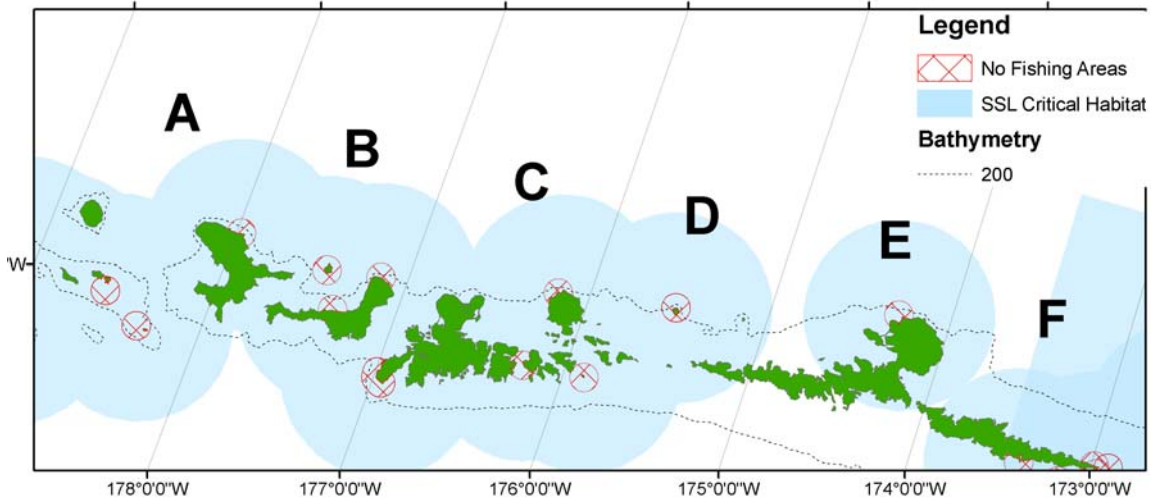 Legend
No Fishing Areas
SSL Critical Habitat
Bathymetry
200
A
B
C
D
E
F
W
178°0'0"W
177°0'0"W
176°0'0"W
175°0'0"W
174°0'0"W
173°0'0"W